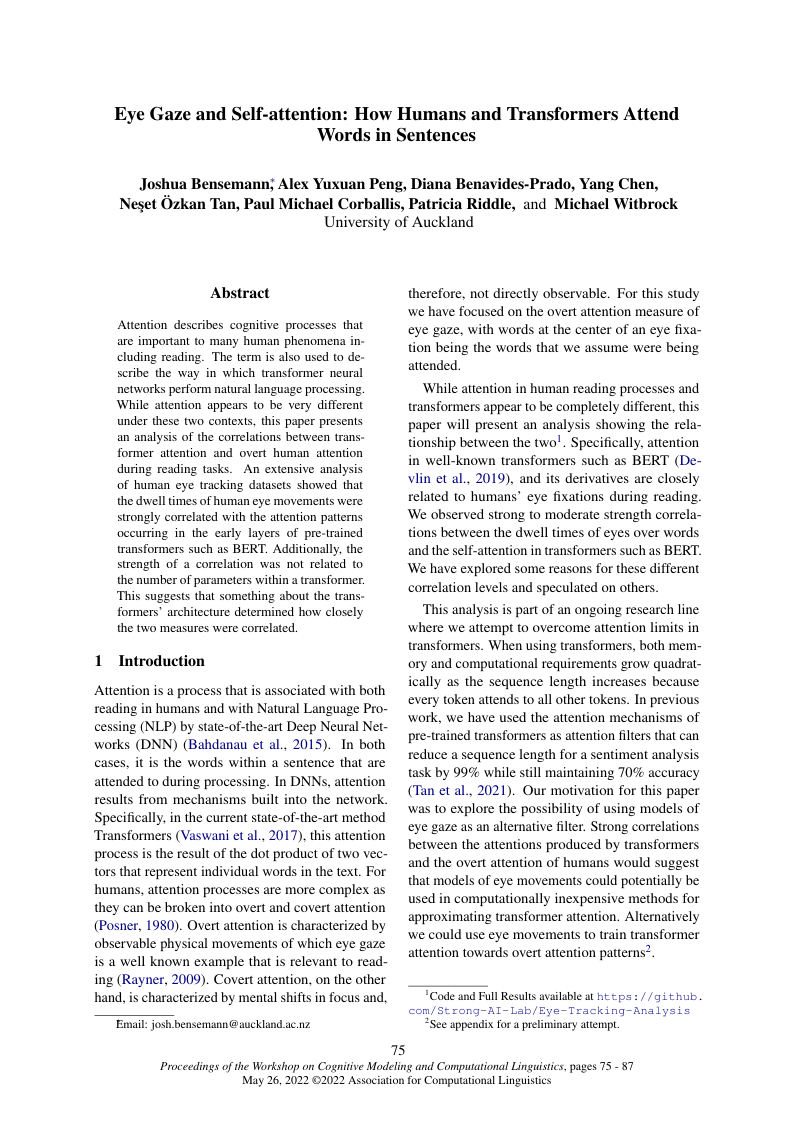 Eye Gaze and Self-attention: How Humans and Transformers Attend
Words in Sentences
Joshua Bensemann,* Alex Yuxuan Peng, Diana Benavides-Prado, Yang Chen,
Neşet Özkan Tan, Paul Michael Corballis, Patricia Riddle, and Michael Witbrock
University of Auckland
Abstract
Attention describes cognitive processes that
are important to many human phenomena in-
cluding reading. The term is also used to de-
scribe the way in which transformer neural
networks perform natural language processing.
While attention appears to be very different
under these two contexts, this paper presents
an analysis of the correlations between trans-
former attention and overt human attention
during reading tasks. An extensive analysis
of human eye tracking datasets showed that
the dwell times of human eye movements were
strongly correlated with the attention patterns
occurring in the early layers of pre-trained
transformers such as BERT. Additionally, the
strength of a correlation was not related to
the number of parameters within a transformer.
This suggests that something about the trans-
formers' architecture determined how closely
the two measures were correlated.
1 Introduction
Attention is a process that is associated with both
reading in humans and with Natural Language Pro-
cessing (NLP) by state-of-the-art Deep Neural Net-
works (DNN) (Bahdanau et al., 2015). In both
cases, it is the words within a sentence that are
attended to during processing. In DNNs, attention
results from mechanisms built into the network.
Specifically, in the current state-of-the-art method
Transformers (Vaswani et al., 2017), this attention
process is the result of the dot product of two vec-
tors that represent individual words in the text. For
humans, attention processes are more complex as
they can be broken into overt and covert attention
(Posner, 1980). Overt attention is characterized by
observable physical movements of which eye gaze
is a well known example that is relevant to read-
ing (Rayner, 2009). Covert attention, on the other
hand, is characterized by mental shifts in focus and,
*Email: josh.bensemann@auckland.ac.nz
therefore, not directly observable. For this study
we have focused on the overt attention measure of
eye gaze, with words at the center of an eye fixa-
tion being the words that we assume were being
attended.
While attention in human reading processes and
transformers appear to be completely different, this
paper will present an analysis showing the rela-
tionship between the two1. Specifically, attention
in well-known transformers such as BERT (De-
vlin et al., 2019), and its derivatives are closely
related to humans' eye fixations during reading.
We observed strong to moderate strength correla-
tions between the dwell times of eyes over words
and the self-attention in transformers such as BERT.
We have explored some reasons for these different
correlation levels and speculated on others.
This analysis is part of an ongoing research line
where we attempt to overcome attention limits in
transformers. When using transformers, both mem-
ory and computational requirements grow quadrat-
ically as the sequence length increases because
every token attends to all other tokens. In previous
work, we have used the attention mechanisms of
pre-trained transformers as attention filters that can
reduce a sequence length for a sentiment analysis
task by 99% while still maintaining 70% accuracy
(Tan et al., 2021). Our motivation for this paper
was to explore the possibility of using models of
eye gaze as an alternative filter. Strong correlations
between the attentions produced by transformers
and the overt attention of humans would suggest
that models of eye movements could potentially be
used in computationally inexpensive methods for
approximating transformer attention. Alternatively
we could use eye movements to train transformer
attention towards overt attention patterns2.
1Code and Full Results available at https://github.
com/Strong-AI-Lab/Eye-Tracking-Analysis
2See appendix for a preliminary attempt.
75
Proceedings of the Workshop on Cognitive Modeling and Computational Linguistics, pages 75 - 87
May 26, 2022 ©2022 Association for Computational Linguistics